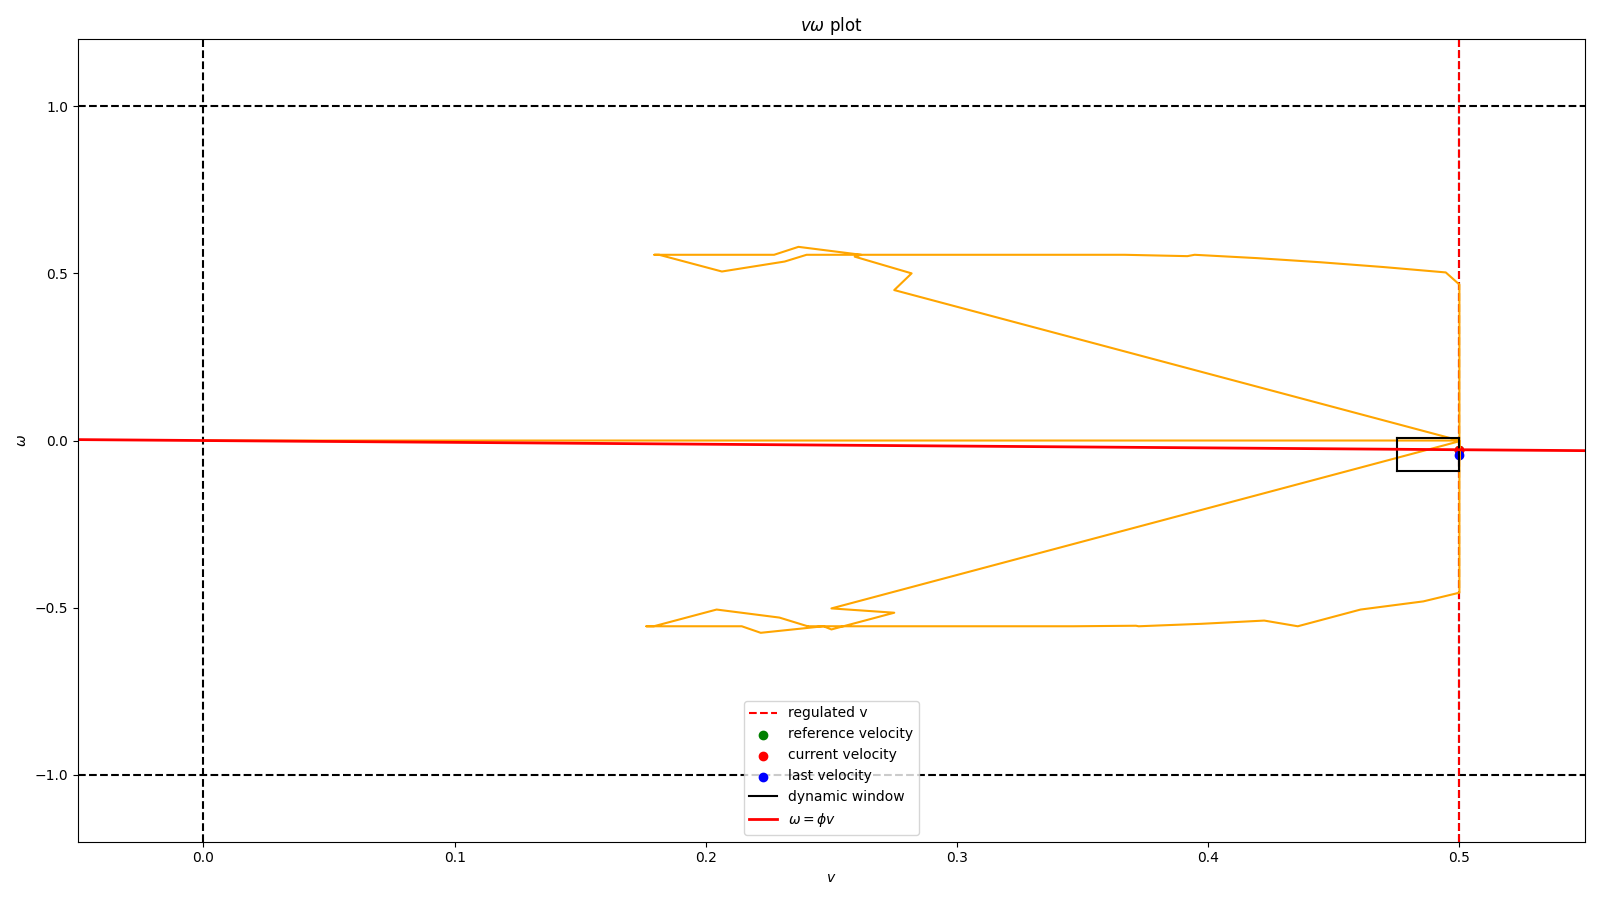 vω plot
1.0
0.5
0.0
−0.5
−1.0
ω
0.0 0.1 0.2 0.3 0.4 0.5
v
regulated v
reference velocity
current velocity
last velocity
dynamic window
ω = ϕv